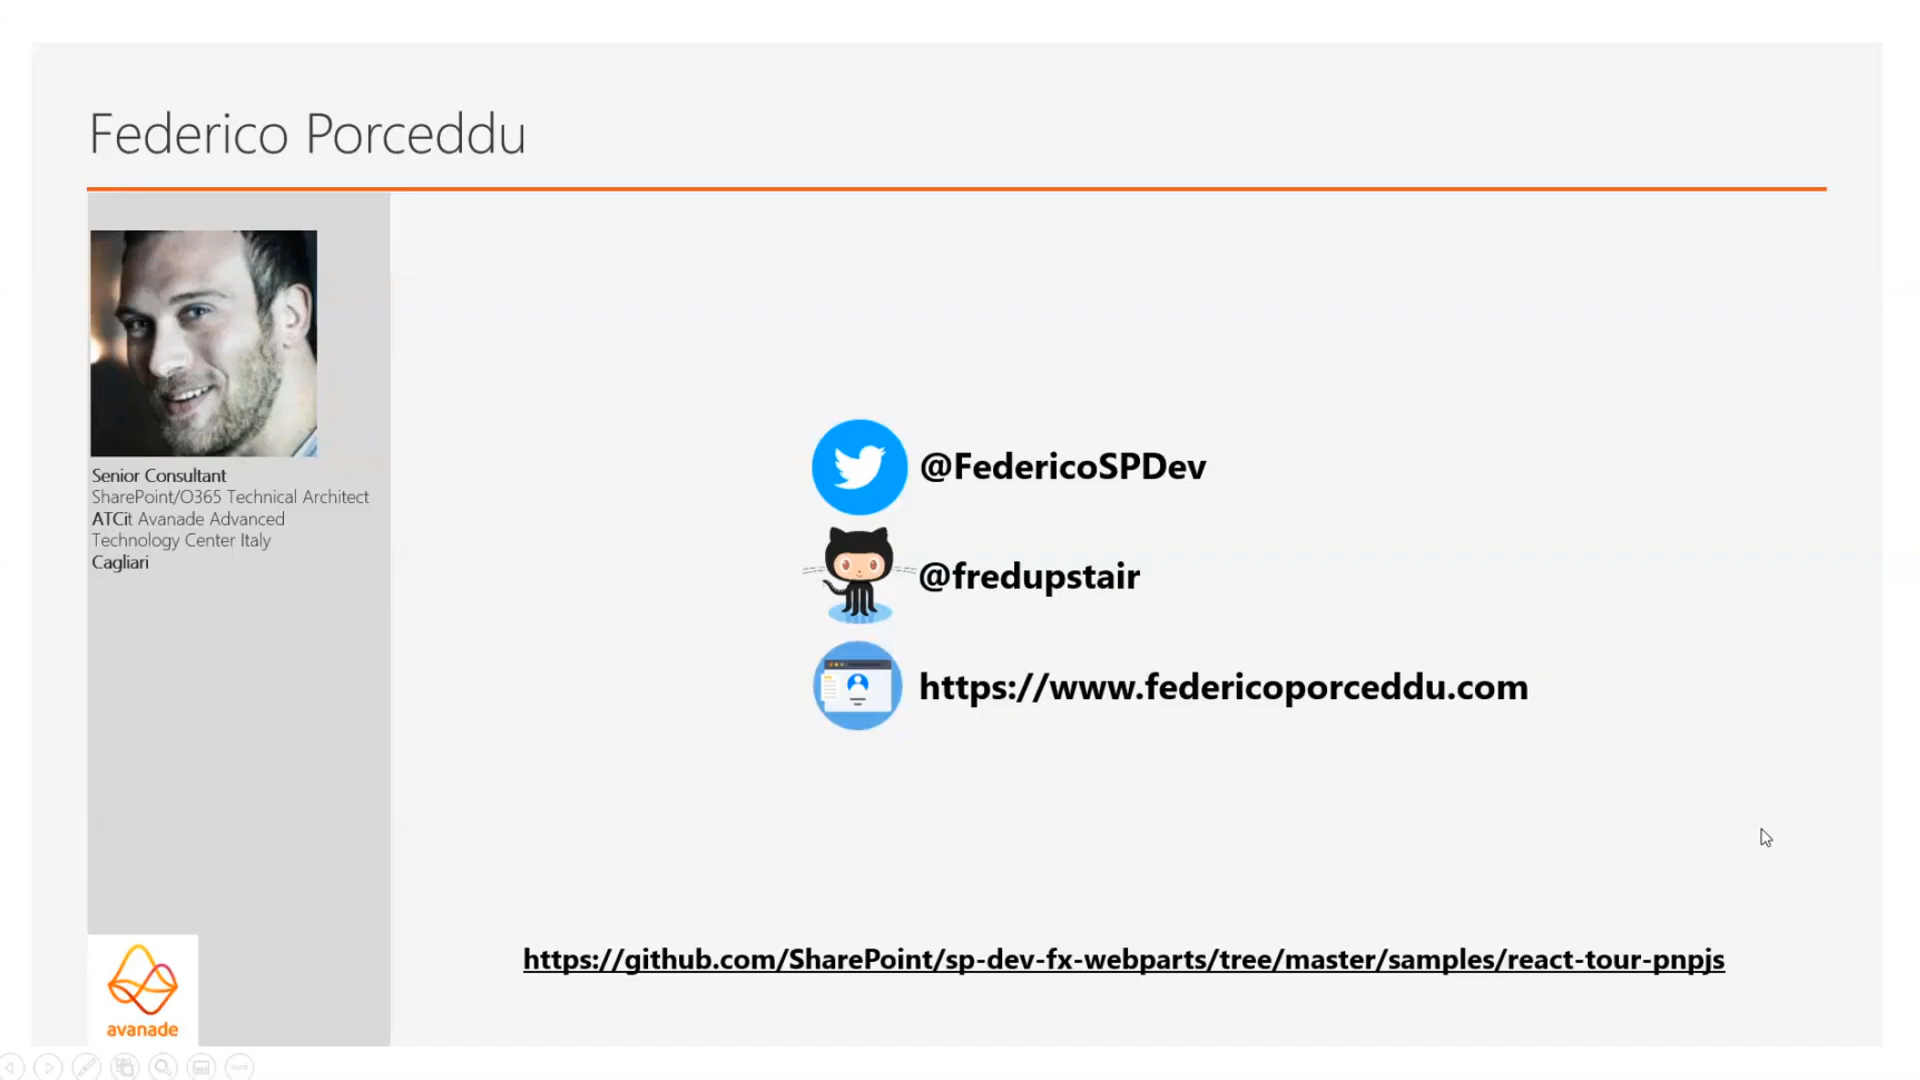 Federico Porceddu
Senior Consultant
SharePoint/O365 Technical Architect
ATCit Avanade Advanced
Technology Center Italy
Cagliari
@FedericoSPDev
@fredupstair
https://www.federicoporceddu.com
https://github.com/SharePoint/sp-dev-fx-webparts/tree/master/samples/react-tour-pnpjs
avanade